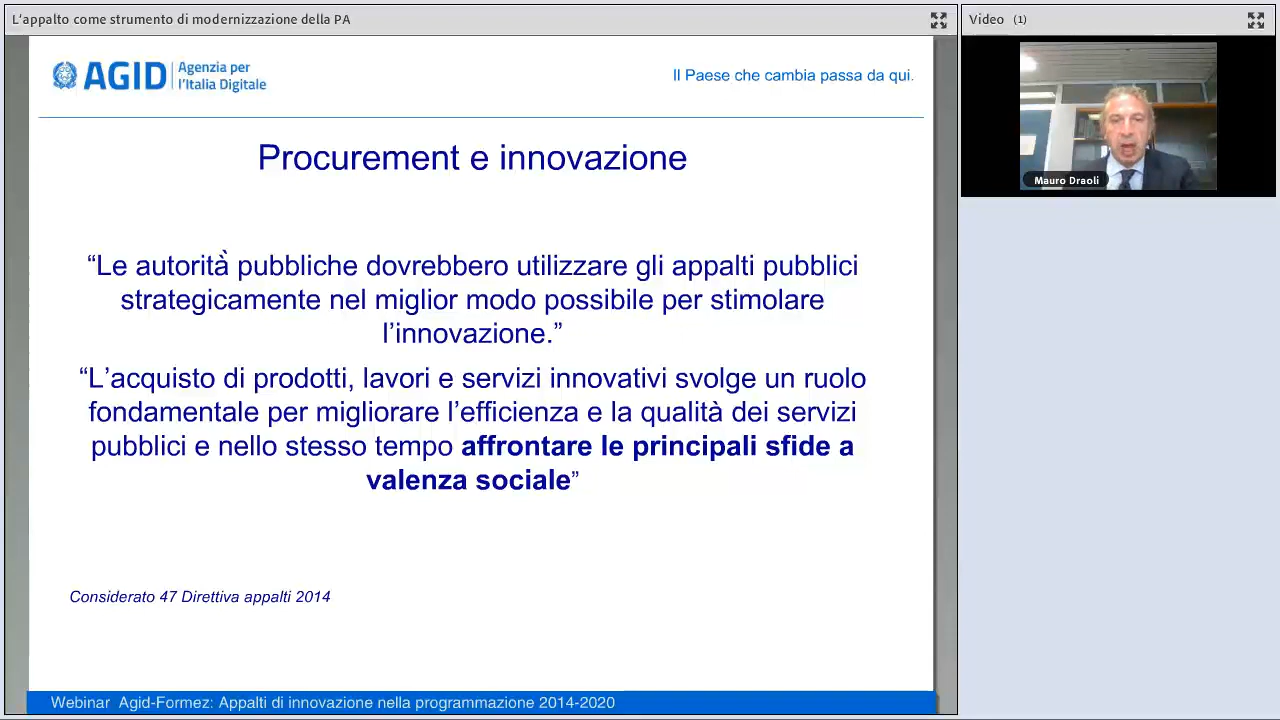 L'appalto come strumento di modernizzazione della PA
Video (1)
AGID
Agenzia per
l'Italia Digitale
Il Paese che cambia passa da qui.
Mauro Draoli
Procurement e innovazione
“Le autorità̀ pubbliche dovrebbero utilizzare gli appalti pubblici
strategicamente nel miglior modo possibile per stimolare
l’innovazione.”
“L’acquisto di prodotti, lavori e servizi innovativi svolge un ruolo
fondamentale per migliorare l’efficienza e la qualità dei servizi
pubblici e nello stesso tempo affrontare le principali sfide a
valenza sociale”
Considerato 47 Direttiva appalti 2014
Webinar Agid-Formez: Appalti di innovazione nella programmazione 2014-2020